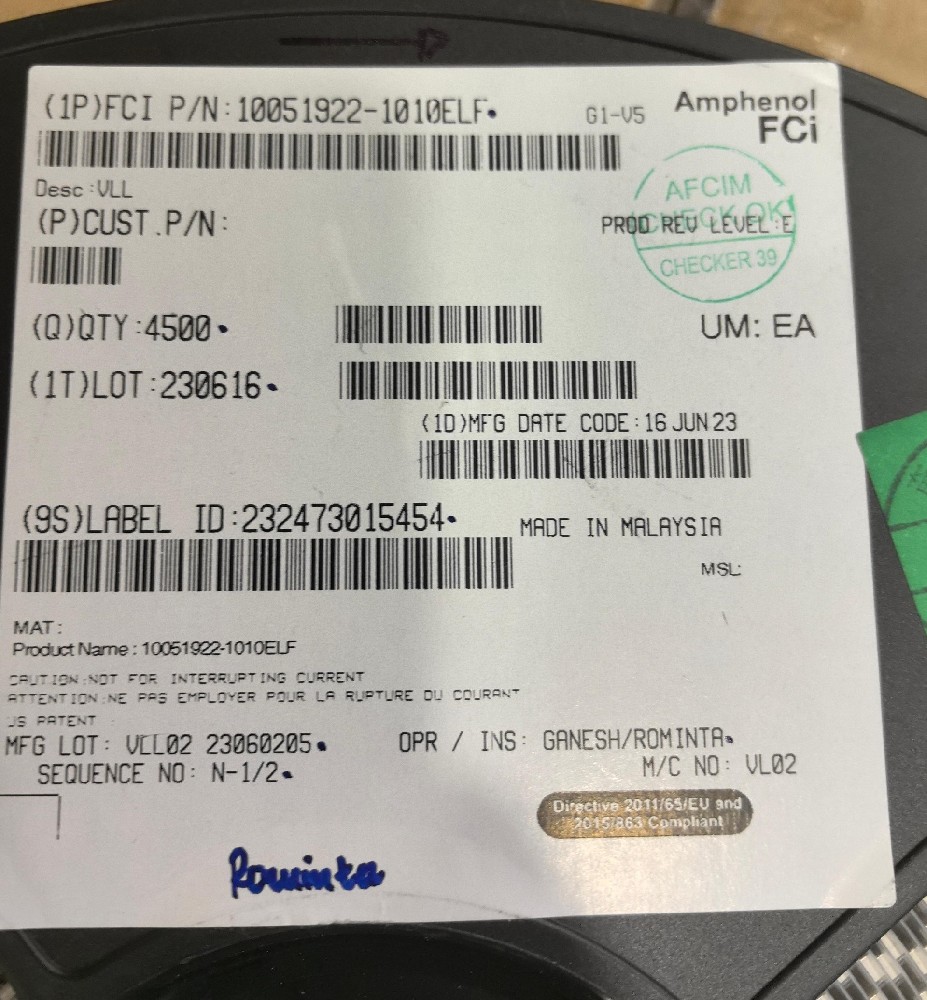 (1P)FCI P/N:10051922-1010ELF
G1-V5
Amphenol
FCi
Desc:VLL
(P)CUST.P/N:
PROD REV LEVEL:E
AFCIM
CHECK OK
CHECKER 39
(Q)QTY:4500
UM: EA
(1T)LOT:230616
(1D)MFG DATE CODE:16 JUN 23
(9S)LABEL ID:232473015454
MADE IN MALAYSIA
MSL:
MAT:
Product Name : 10051922-1010ELF
CAUTION:NOT FOR INTERRUPTING CURRENT
ATTENTION:NE PAS EMPLOYER POUR LA RUPTURE DU COURANT
US PATENT :
MFG LOT: VLL02 23060205
OPR / INS: GANESH/ROMINTA
SEQUENCE NO: N-1/2
M/C NO: VL02
Directive 2011/65/EU and
2015/863 Compliant
Rominta